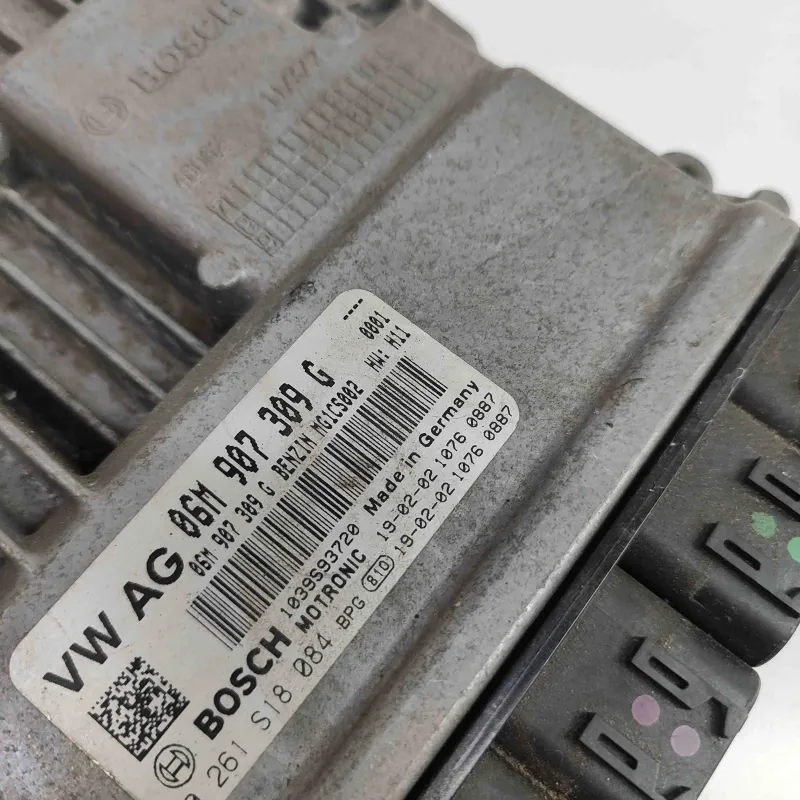 BOSCH
VW AG 06M 907 309 G
----
06M 907 309 G BENZIN MG1CS002
0001
HW: H11
1039S93720 Made in Germany
BOSCH MOTRONIC 19-02-02 1076 0887
261 S18 084 BPG BID 19-02-02 1076 0887